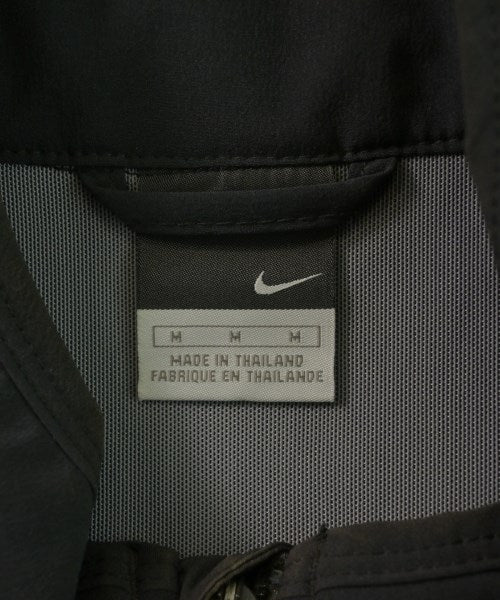 M M M
MADE IN THAILAND
FABRIQUE EN THAILANDE